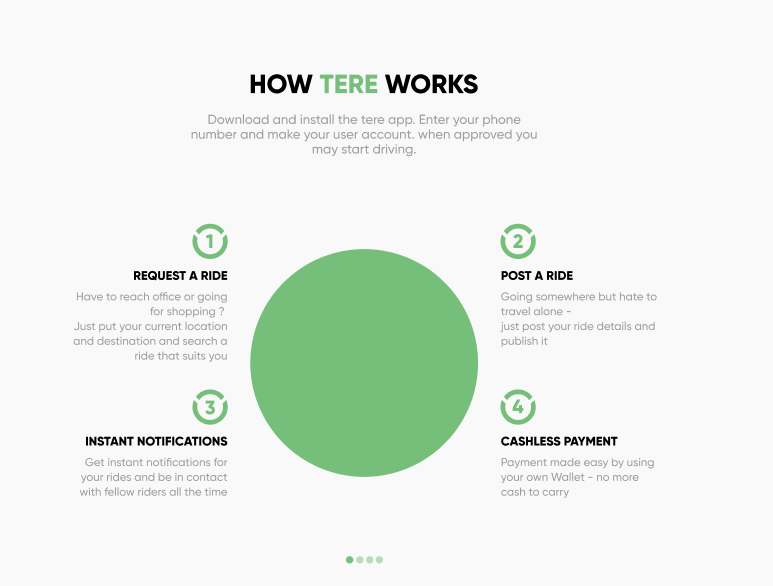 HOW TERE WORKS
Download and install the tere app. Enter your phone
number and make your user account. when approved you
may start driving.
1
REQUEST A RIDE
Have to reach office or going
for shopping ?
Just put your current location
and destination and search a
ride that suits you
2
POST A RIDE
Going somewhere but hate to
travel alone -
just post your ride details and
publish it
3
INSTANT NOTIFICATIONS
Get instant notifications for
your rides and be in contact
with fellow riders all the time
4
CASHLESS PAYMENT
Payment made easy by using
your own Wallet - no more
cash to carry